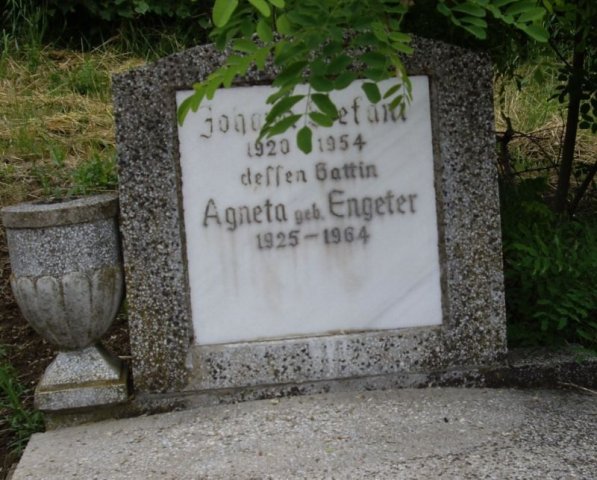 1920 1954
dessen Gattin
Agneta geb. Engeter
1925 - 1964